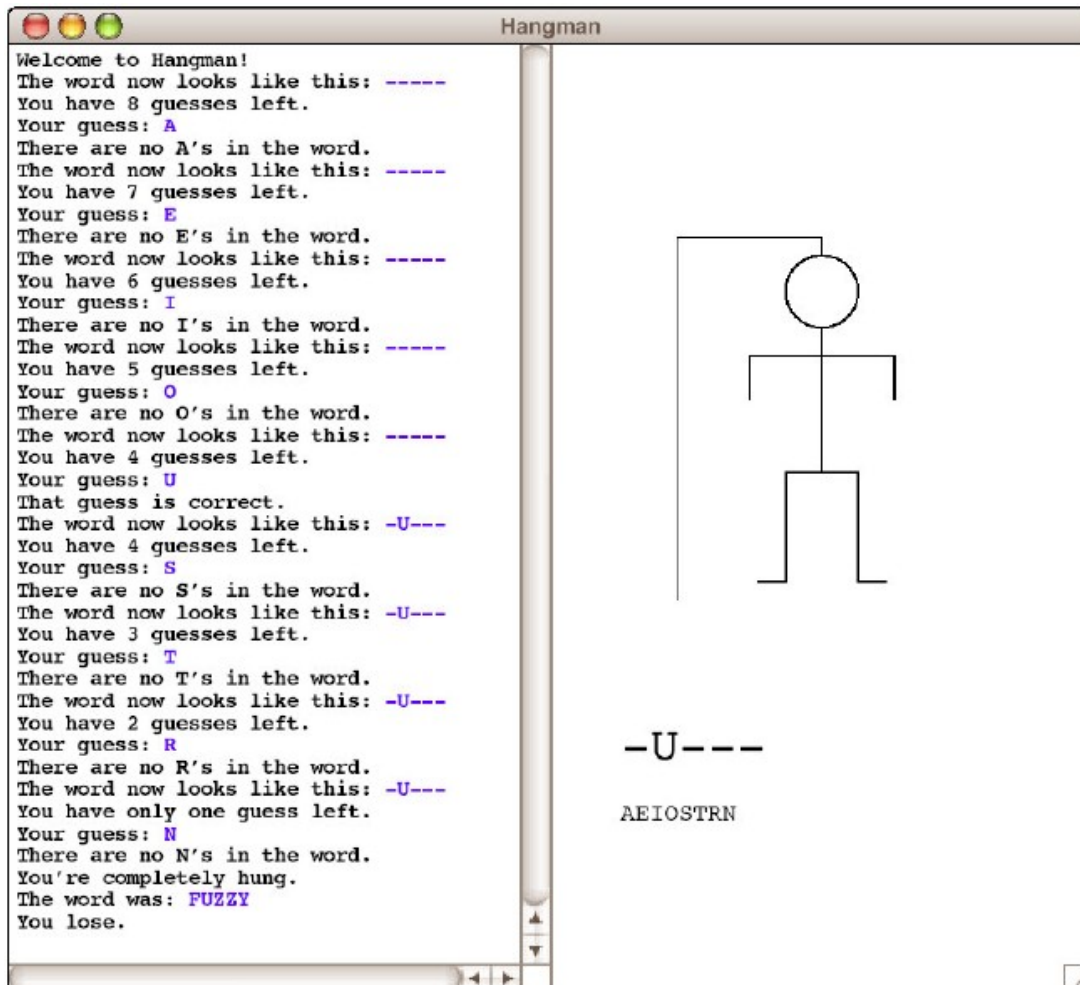 Hangman
Welcome to Hangman!
The word now looks like this: -----
You have 8 guesses left.
Your guess: A
There are no A's in the word.
The word now looks like this: -----
You have 7 guesses left.
Your guess: E
There are no E's in the word.
The word now looks like this: -----
You have 6 guesses left.
Your guess: I
There are no I's in the word.
The word now looks like this: -----
You have 5 guesses left.
Your guess: O
There are no O's in the word.
The word now looks like this: -----
You have 4 guesses left.
Your guess: U
That guess is correct.
The word now looks like this: -U---
You have 4 guesses left.
Your guess: S
There are no S's in the word.
The word now looks like this: -U---
You have 3 guesses left.
Your guess: T
There are no T's in the word.
The word now looks like this: -U---
You have 2 guesses left.
Your guess: R
There are no R's in the word.
The word now looks like this: -U---
You have only one guess left.
Your guess: N
There are no N's in the word.
You're completely hung.
The word was: FUZZY
You lose.
-U---
AEIOSTRN